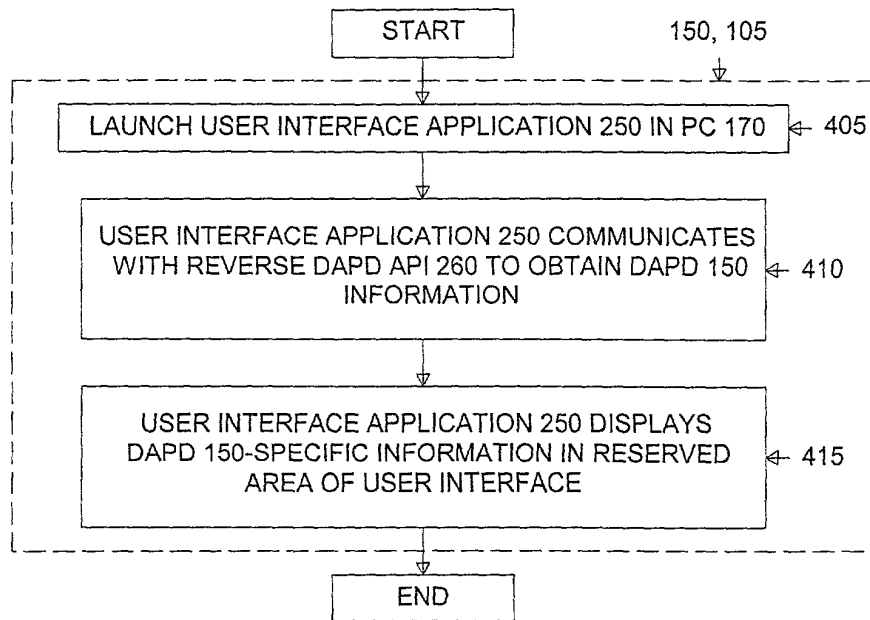 START
150, 105
LAUNCH USER INTERFACE APPLICATION 250 IN PC 170
405
USER INTERFACE APPLICATION 250 COMMUNICATES
WITH REVERSE DAPD API 260 TO OBTAIN DAPD 150
INFORMATION
410
USER INTERFACE APPLICATION 250 DISPLAYS
DAPD 150-SPECIFIC INFORMATION IN RESERVED
AREA OF USER INTERFACE
415
END